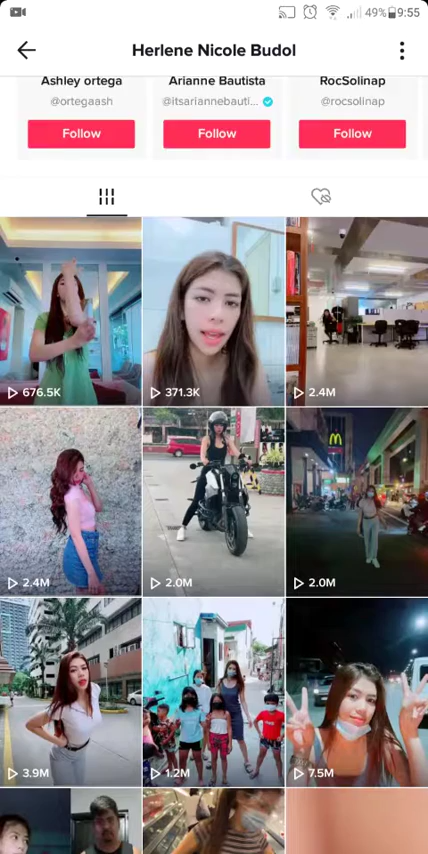 49% 9:55
Herlene Nicole Budol
Ashley ortega
Arianne Bautista
RocSolinap
@ortegaash
@itsariannebauti...
@rocsolinap
Follow
Follow
Follow
676.5K
371.3K
2.4M
2.4M
2.0M
2.0M
3.9M
1.2M
7.5M